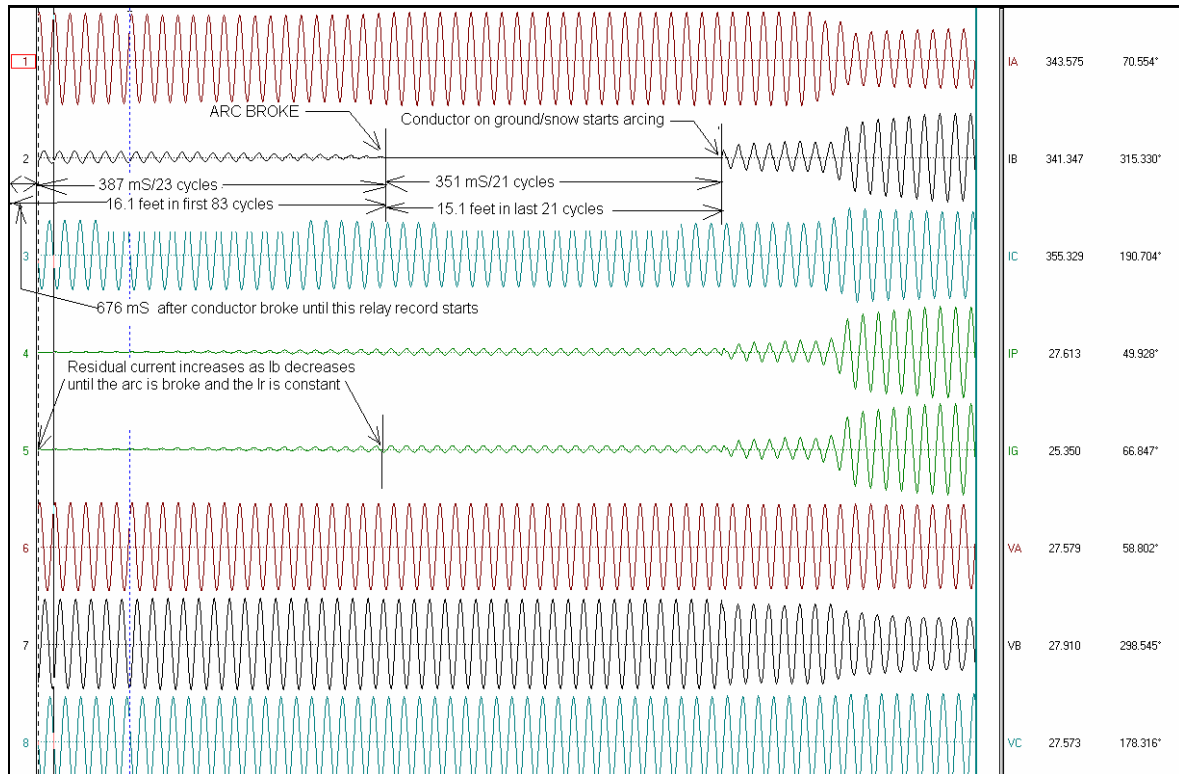 1 IA 343.575 70.554°
ARC BROKE
Conductor on ground/snow starts arcing
2 IB 341.347 315.330°
387 mS/23 cycles
351 mS/21 cycles
16.1 feet in first 83 cycles
15.1 feet in last 21 cycles
3 IC 355.329 190.704°
676 mS after conductor broke until this relay record starts
4 IP 27.613 49.928°
Residual current increases as Ib decreases
until the arc is broke and the Ir is constant
5 IG 25.350 66.847°
6 VA 27.579 58.802°
7 VB 27.910 298.545°
8 VC 27.573 178.316°